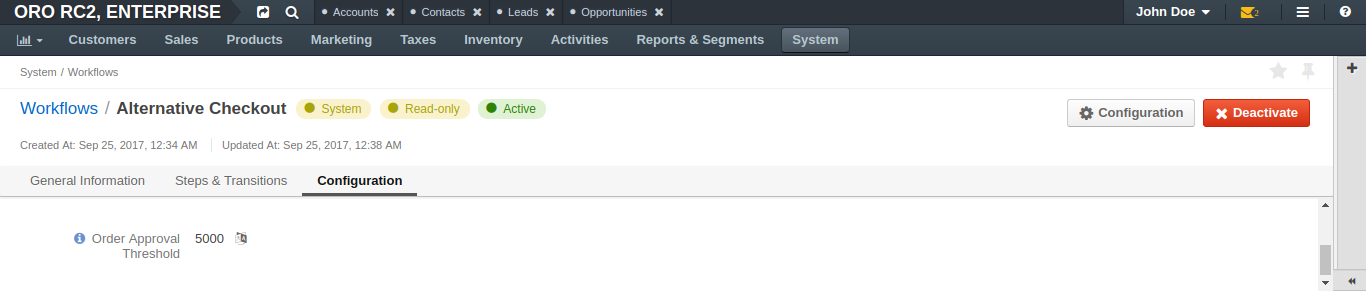 ORO RC2, ENTERPRISE Accounts Contacts Leads Opportunities John Doe 2
Customers Sales Products Marketing Taxes Inventory Activities Reports & Segments System
System / Workflows
Workflows / Alternative Checkout System Read-only Active Configuration Deactivate
Created At: Sep 25, 2017, 12:34 AM Updated At: Sep 25, 2017, 12:38 AM
General Information Steps & Transitions Configuration
Order Approval 5000
Threshold